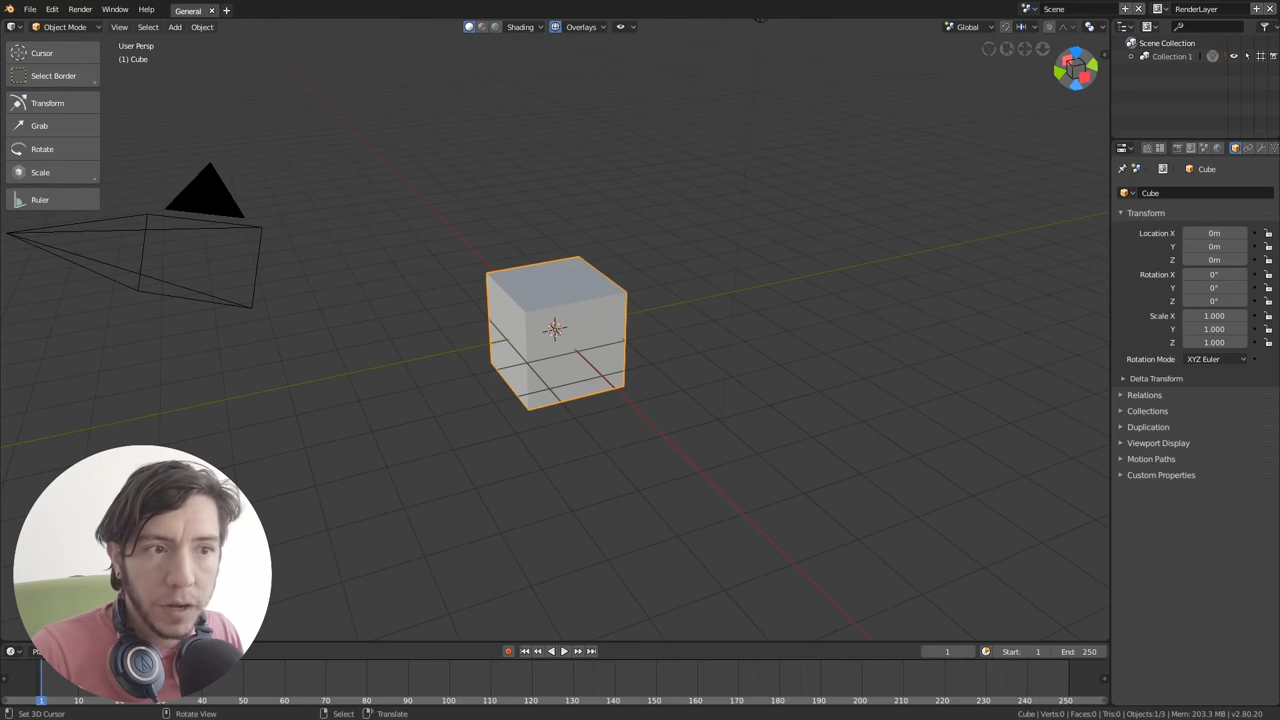 File Edit Render Window Help General Scene RenderLayer
Object Mode View Select Add Object Shading Overlays Global
User Persp
(1) Cube
Cursor
Select Border
Transform
Grab
Rotate
Scale
Ruler
Scene Collection
Collection 1
Cube
Cube
Transform
Location X 0m
Y 0m
Z 0m
Rotation X 0°
Y 0°
Z 0°
Scale X 1.000
Y 1.000
Z 1.000
Rotation Mode XYZ Euler
Delta Transform
Relations
Collections
Duplication
Viewport Display
Motion Paths
Custom Properties
1 Start: 1 End: 250
1 10 30 40 50 60 70 80 90 100 110 120 130 140 150 160 170 180 190 200 210 220 230 240 250
Set 3D Cursor Rotate View Select Translate Cube | Verts:0 | Faces:0 | Tris:0 | Objects:1/3 | Mem: 203.3 MB | v2.80.20